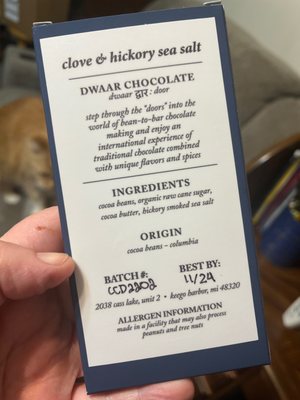 clove & hickory sea salt
DWAAR CHOCOLATE
dwaar द्वार : door
step through the "doors" into the
world of bean-to-bar chocolate
making and enjoy an
international experience of
traditional chocolate combined
with unique flavors and spices
INGREDIENTS
cocoa beans, organic raw cane sugar,
cocoa butter, hickory smoked sea salt
ORIGIN
cocoa beans - columbia
BATCH #:
BEST BY:
11/24
2038 cass lake, unit 2 • keego harbor, mi 48320
ALLERGEN INFORMATION
made in a facility that may also process
peanuts and tree nuts